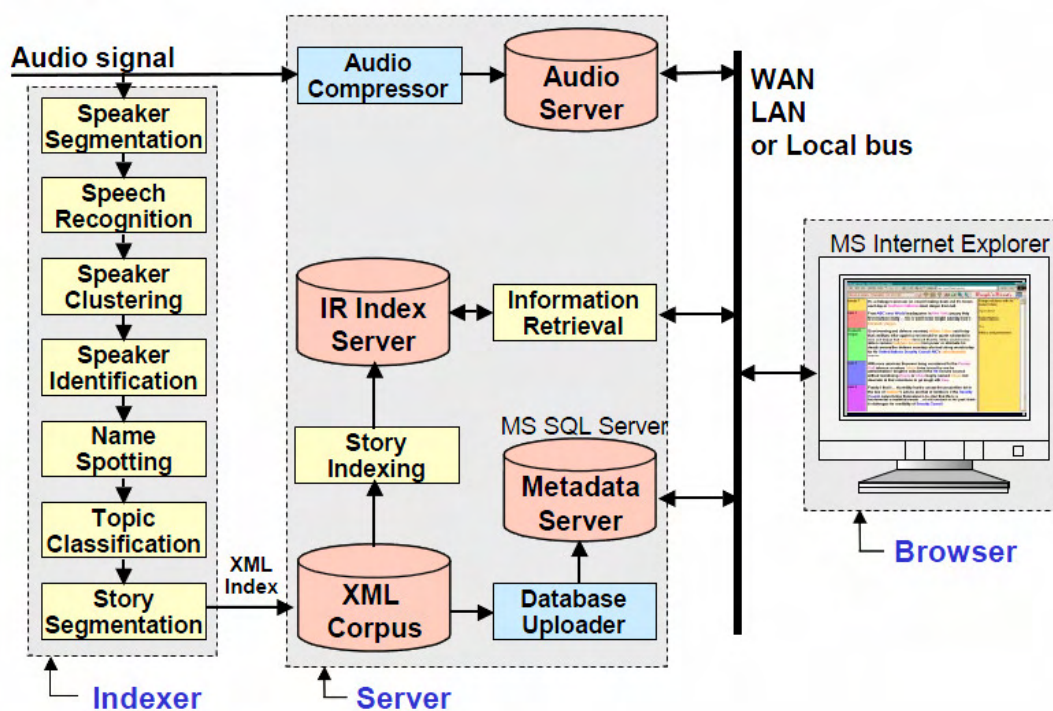 Audio signal
Speaker
Segmentation
Speech
Recognition
Speaker
Clustering
Speaker
Identification
Name
Spotting
Topic
Classification
Story
Segmentation
XML
Index
Indexer
Audio
Compressor
Audio
Server
IR Index
Server
Information
Retrieval
Story
Indexing
MS SQL Server
Metadata
Server
XML
Corpus
Database
Uploader
Server
WAN
LAN
or Local bus
MS Internet Explorer
Browser